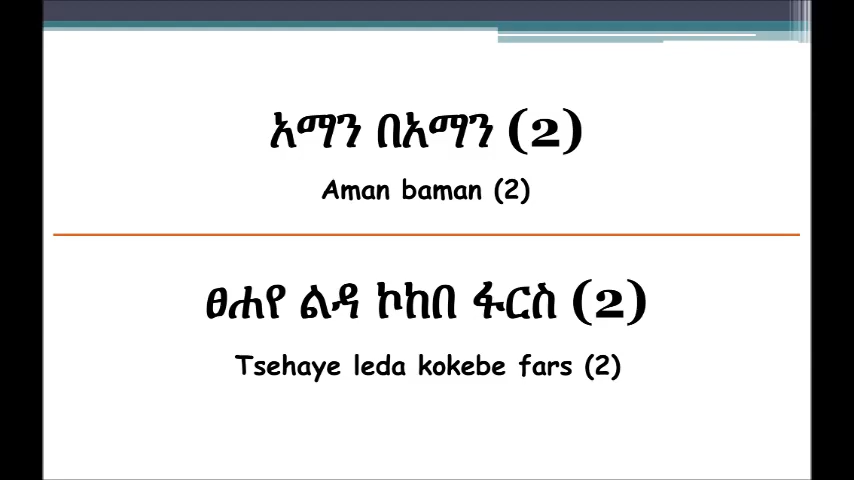 አማን በአማን (2)
Aman baman (2)
ፀሐየ ልዳ ኮከበ ፋርስ (2)
Tsehaye leda kokebe fars (2)